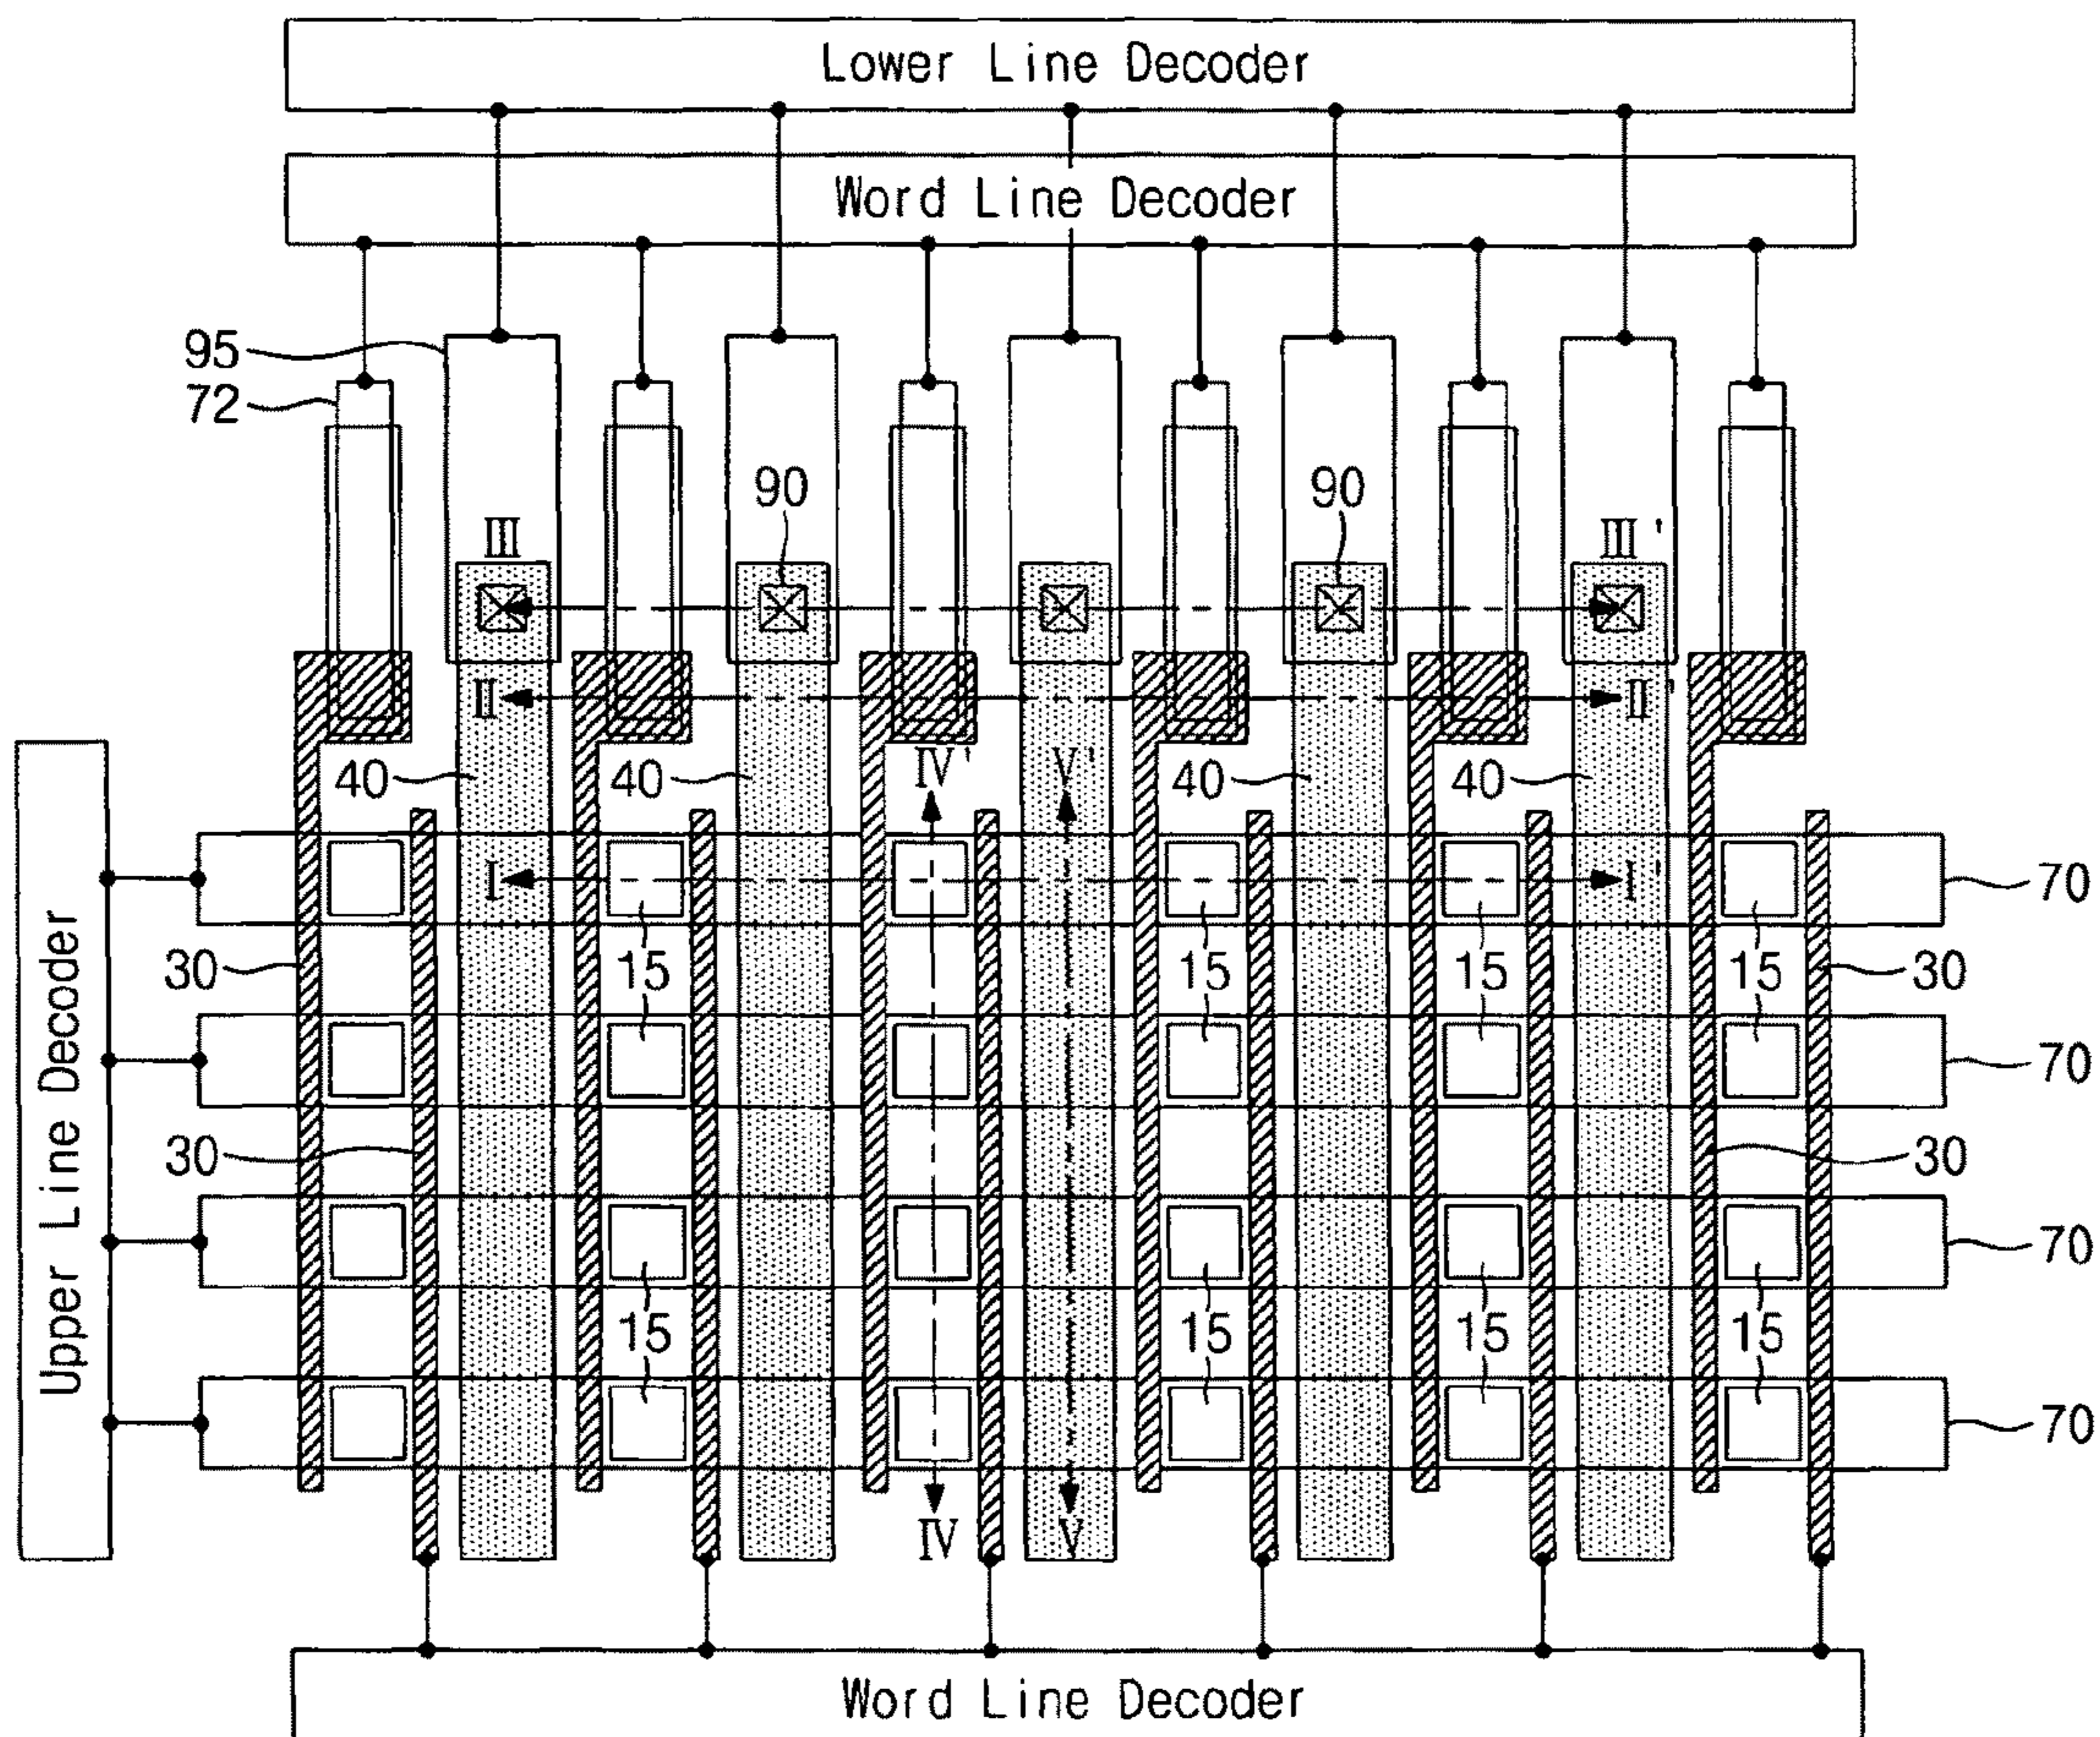 Lower Line Decoder
Word Line Decoder
95
72
90 90
III III'
II II'
40 40 IV' V' 40 40
I I'
70
30 15 15 15 15 30
70
30 30
70
15 15 15 15
70
IV V
Upper Line Decoder
Word Line Decoder